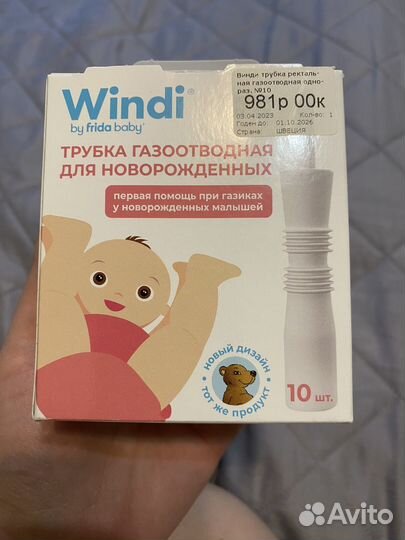 Windi®
by frida baby®
Винди трубка ректаль-
ная газоотводная одно-
раз. №10
981р 00к
03.04.2023 Кол-во: 1
Годен до: 01.10.2026
Страна: ШВЕЦИЯ
ТРУБКА ГАЗООТВОДНАЯ
ДЛЯ НОВОРОЖДЕННЫХ
первая помощь при газиках
у новорожденных малышей
новый дизайн
тот же продукт
10 шт.
Avito